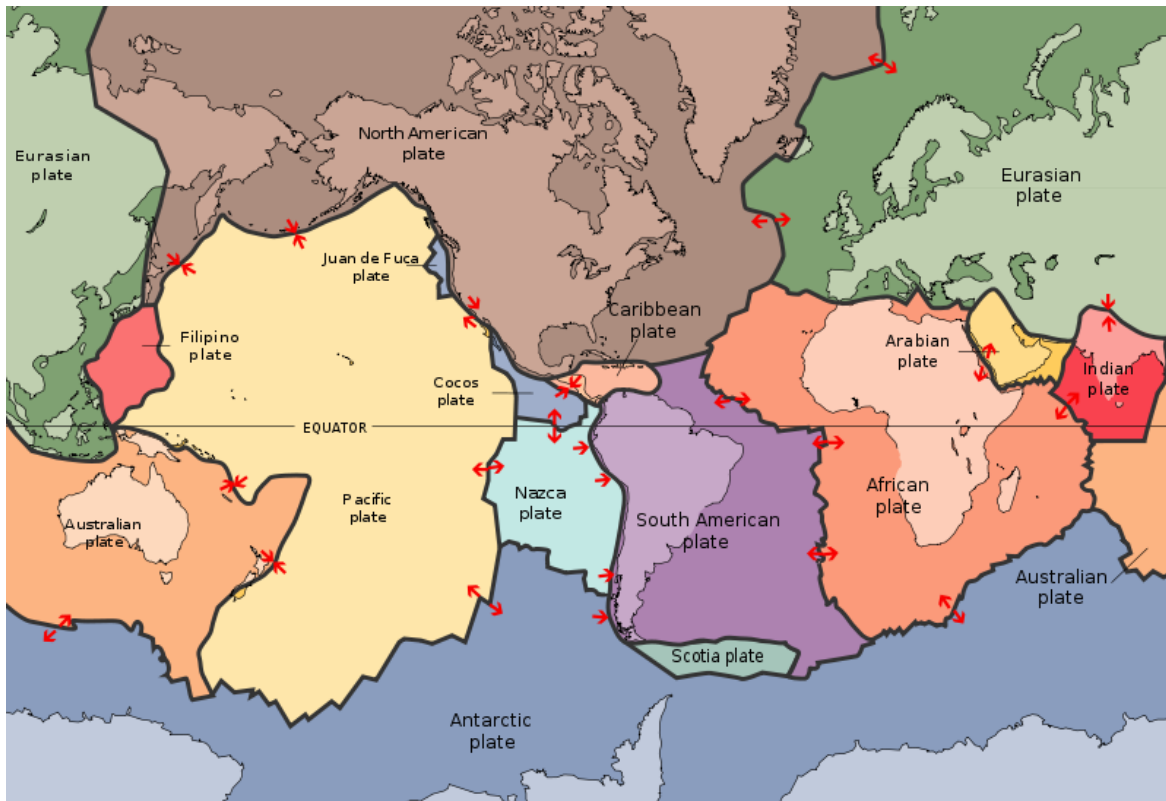 North American
plate
Eurasian
plate
Eurasian
plate
Juan de Fuca
plate
Caribbean
plate
Filipino
plate
Arabian
plate
Indian
plate
Cocos
plate
EQUATOR
Pacific
plate
Nazca
plate
African
plate
South American
plate
Australian
plate
Australian
plate
Scotia plate
Antarctic
plate